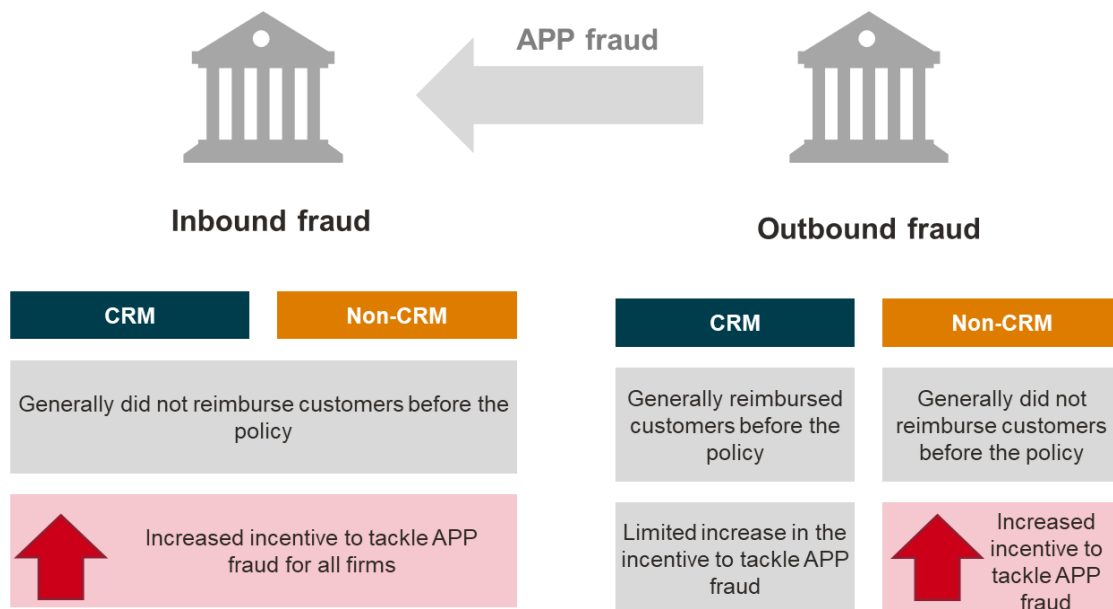 APP fraud
Inbound fraud
Outbound fraud
CRM
Non-CRM
Generally did not reimburse customers before the
policy
Increased incentive to tackle APP
fraud for all firms
CRM
Non-CRM
Generally reimbursed
customers before the
policy
Generally did not
reimburse customers
before the policy
Limited increase in the
incentive to tackle APP
fraud
Increased
incentive to
tackle APP
fraud